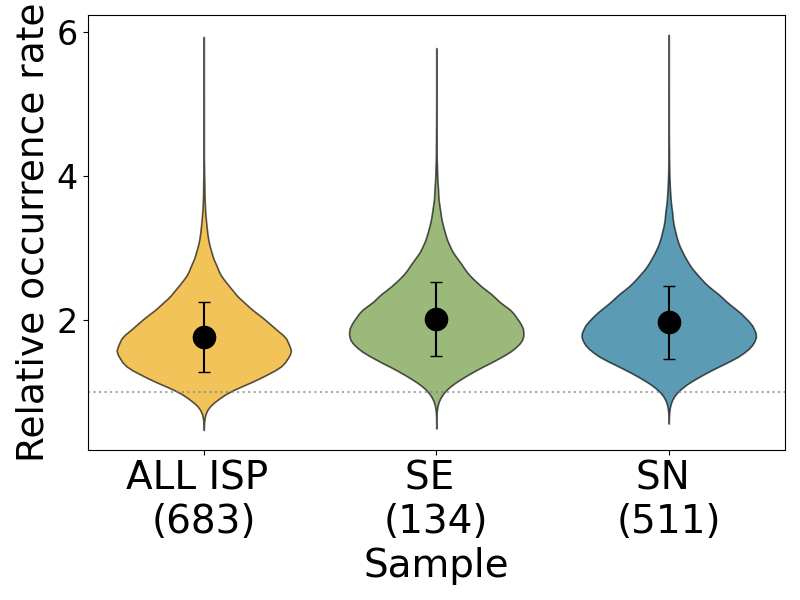 Relative occurrence rate
6
4
2
ALL ISP
(683)
SE
(134)
SN
(511)
Sample